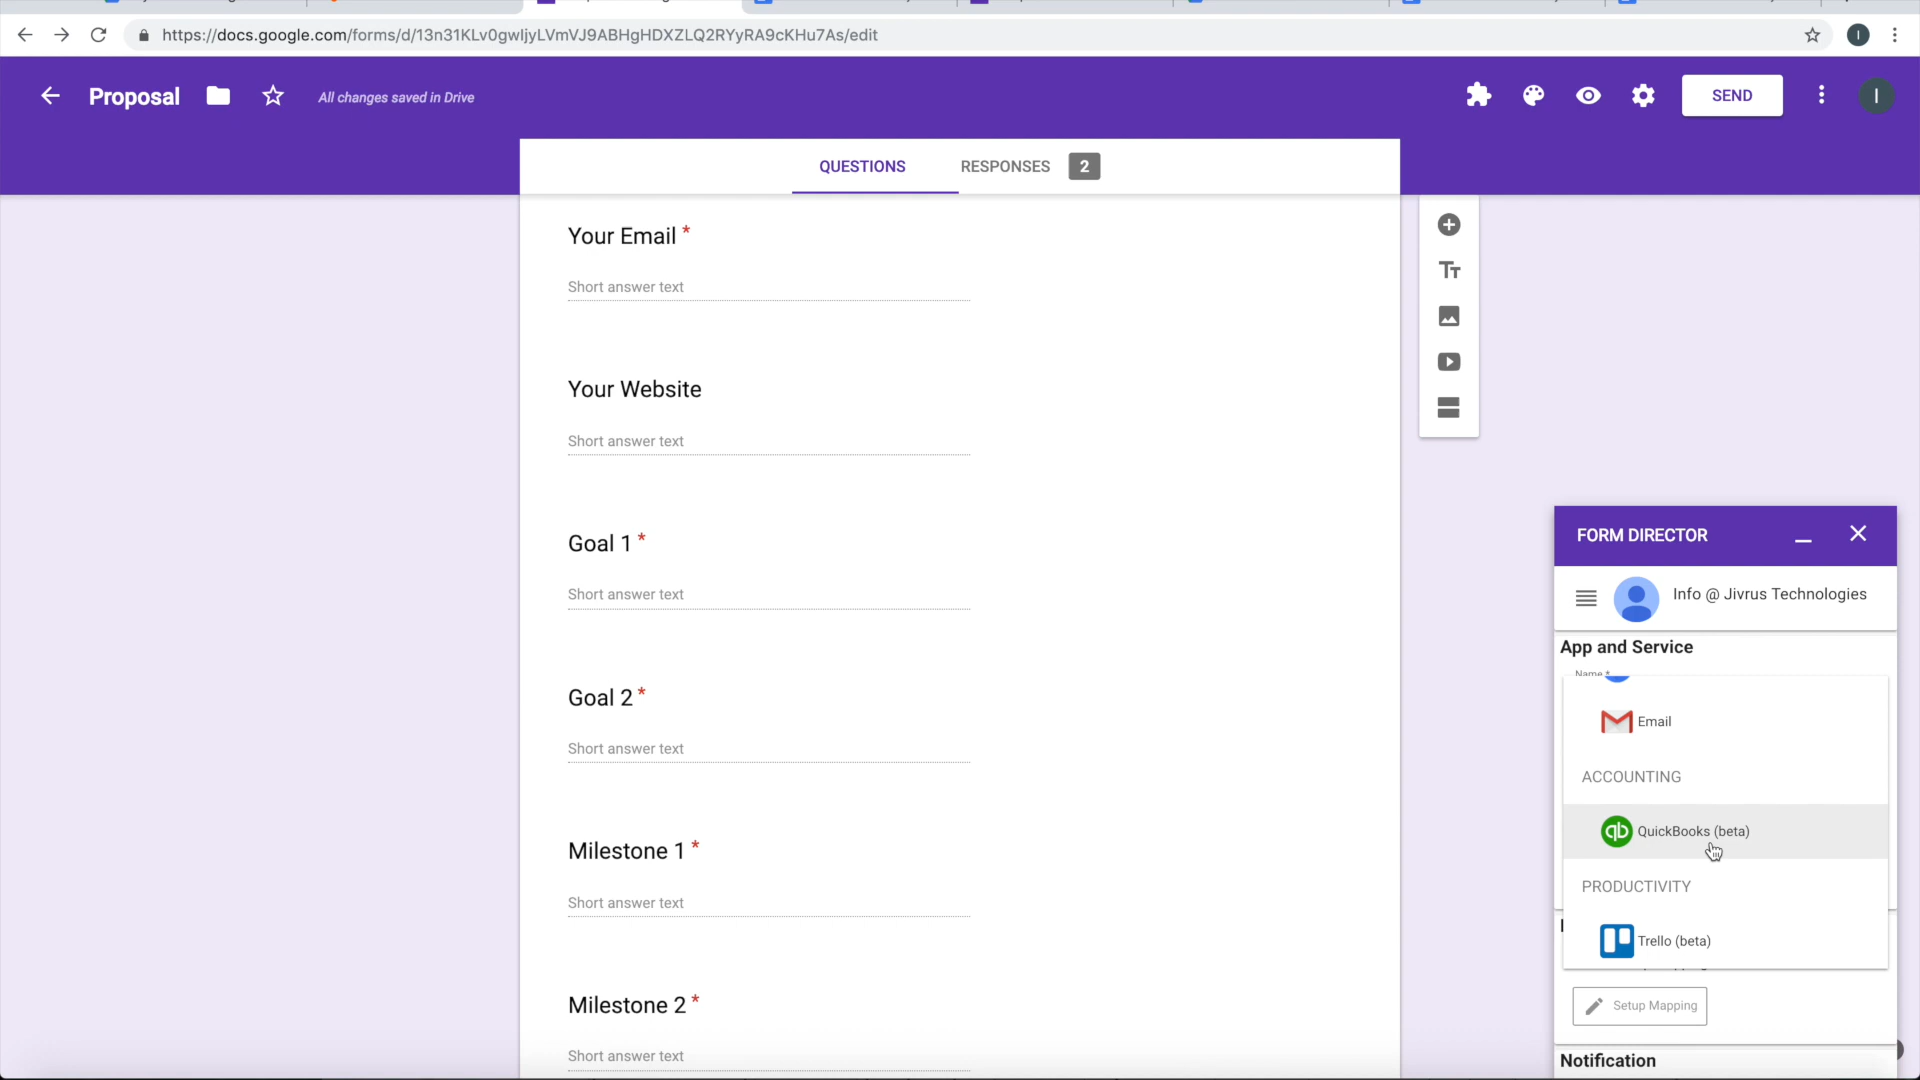 https://docs.google.com/forms/d/13n31KLv0gwIjyLVmVJ9ABHgHDXZLQ2RYyRA9cKHu7As/edit
I
Proposal
All changes saved in Drive
SEND
I
QUESTIONS
RESPONSES
2
Your Email *
Short answer text
Your Website
Short answer text
Goal 1 *
Short answer text
Goal 2 *
Short answer text
Milestone 1 *
Short answer text
Milestone 2 *
Short answer text
FORM DIRECTOR
Info @ Jivrus Technologies
App and Service
Name *
Email
ACCOUNTING
qb QuickBooks (beta)
PRODUCTIVITY
Trello (beta)
Setup Mapping
Notification